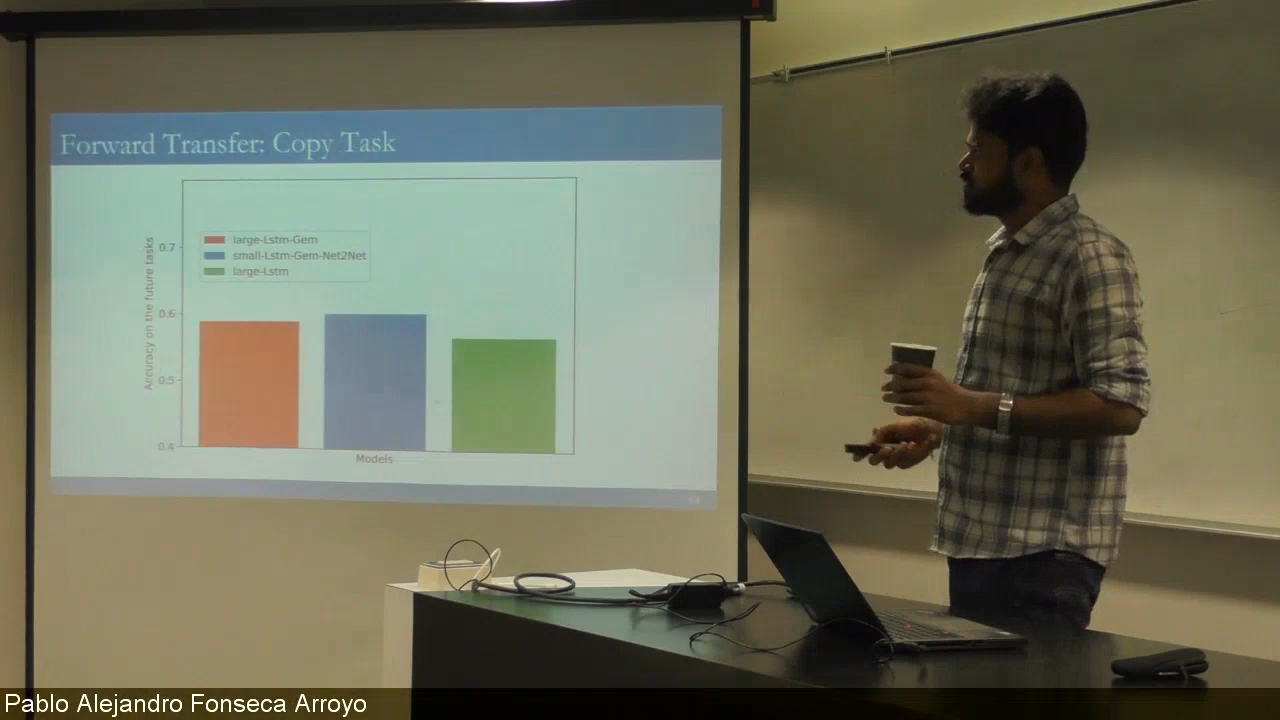 Forward Transfer: Copy Task
large-Lstm-Gem
small-Lstm-Gem-Net2Net
large-Lstm
Accuracy on the future tasks
0.7
0.6
0.5
0.4
Models
Pablo Alejandro Fonseca Arroyo